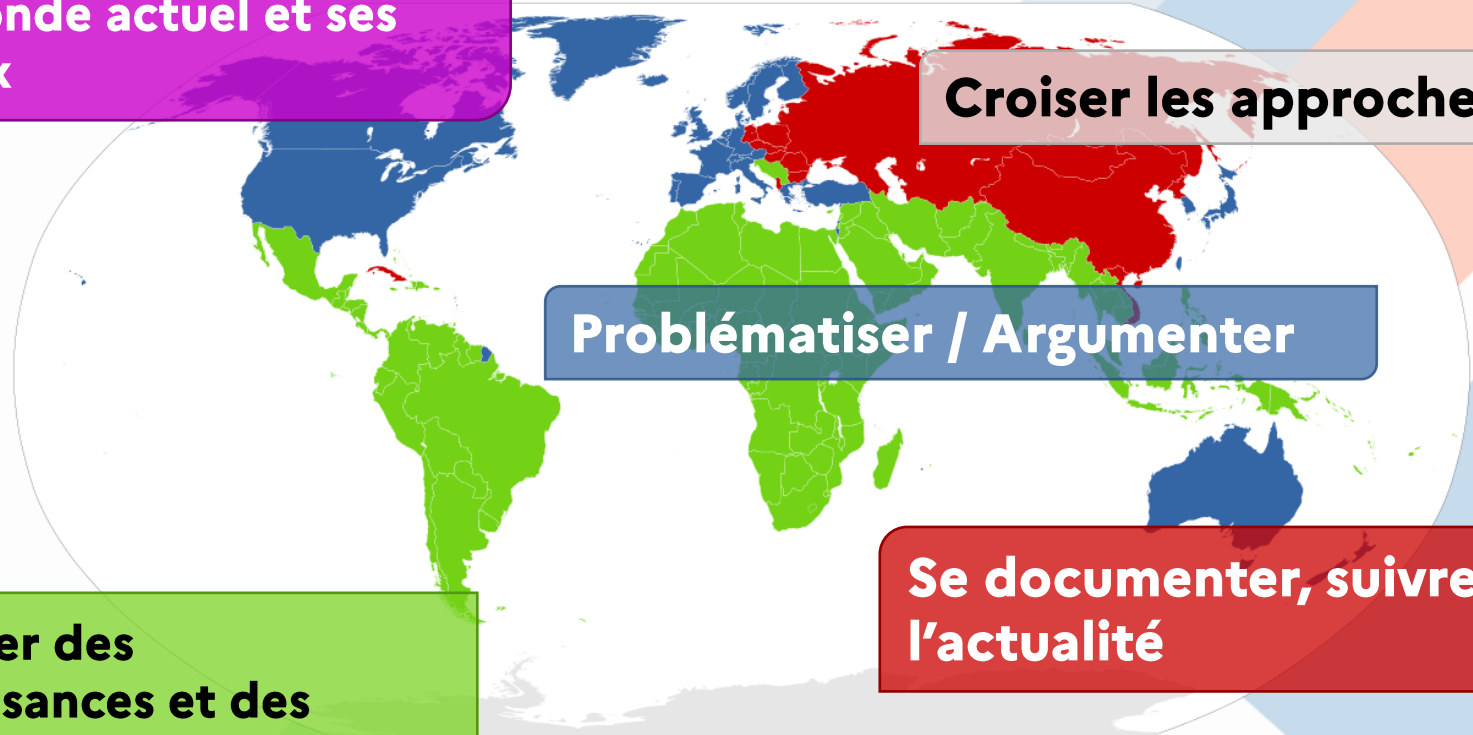 onde actuel et ses
x
Croiser les approche
Problématiser / Argumenter
Se documenter, suivre
l’actualité
er des
sances et des